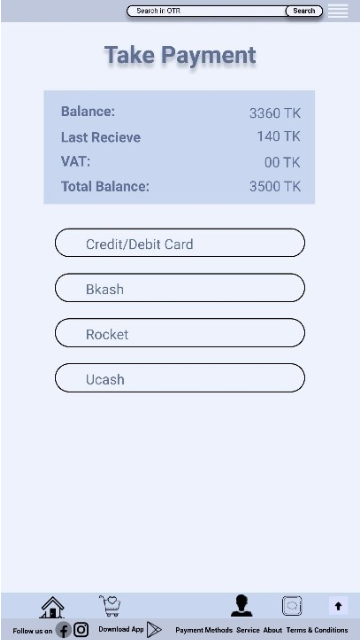 Search in OTR Search
Take Payment
Balance: 3360 TK
Last Recieve 140 TK
VAT: 00 TK
Total Balance: 3500 TK
Credit/Debit Card
Bkash
Rocket
Ucash
Follow us on Download App Payment Methods Service About Terms & Conditions